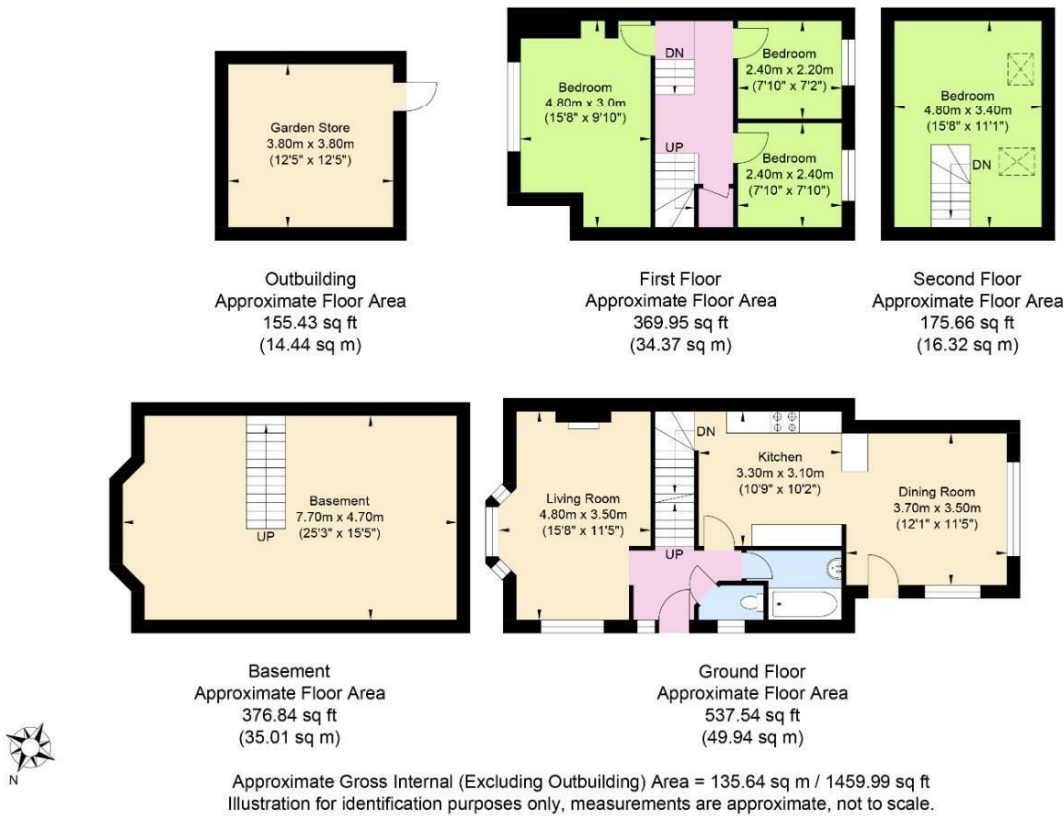 Garden Store
3.80m x 3.80m
(12'5" x 12'5")
Outbuilding
Approximate Floor Area
155.43 sq ft
(14.44 sq m)
Bedroom
4.80m x 3.0m
(15'8" x 9'10")
DN
UP
Bedroom
2.40m x 2.20m
(7'10" x 7'2")
Bedroom
2.40m x 2.40m
(7'10" x 7'10")
First Floor
Approximate Floor Area
369.95 sq ft
(34.37 sq m)
Bedroom
4.80m x 3.40m
(15'8" x 11'1")
DN
Second Floor
Approximate Floor Area
175.66 sq ft
(16.32 sq m)
Basement
7.70m x 4.70m
(25'3" x 15'5")
UP
Basement
Approximate Floor Area
376.84 sq ft
(35.01 sq m)
Living Room
4.80m x 3.50m
(15'8" x 11'5")
DN
UP
Kitchen
3.30m x 3.10m
(10'9" x 10'2")
Dining Room
3.70m x 3.50m
(12'1" x 11'5")
Ground Floor
Approximate Floor Area
537.54 sq ft
(49.94 sq m)
N
Approximate Gross Internal (Excluding Outbuilding) Area = 135.64 sq m / 1459.99 sq ft
Illustration for identification purposes only, measurements are approximate, not to scale.